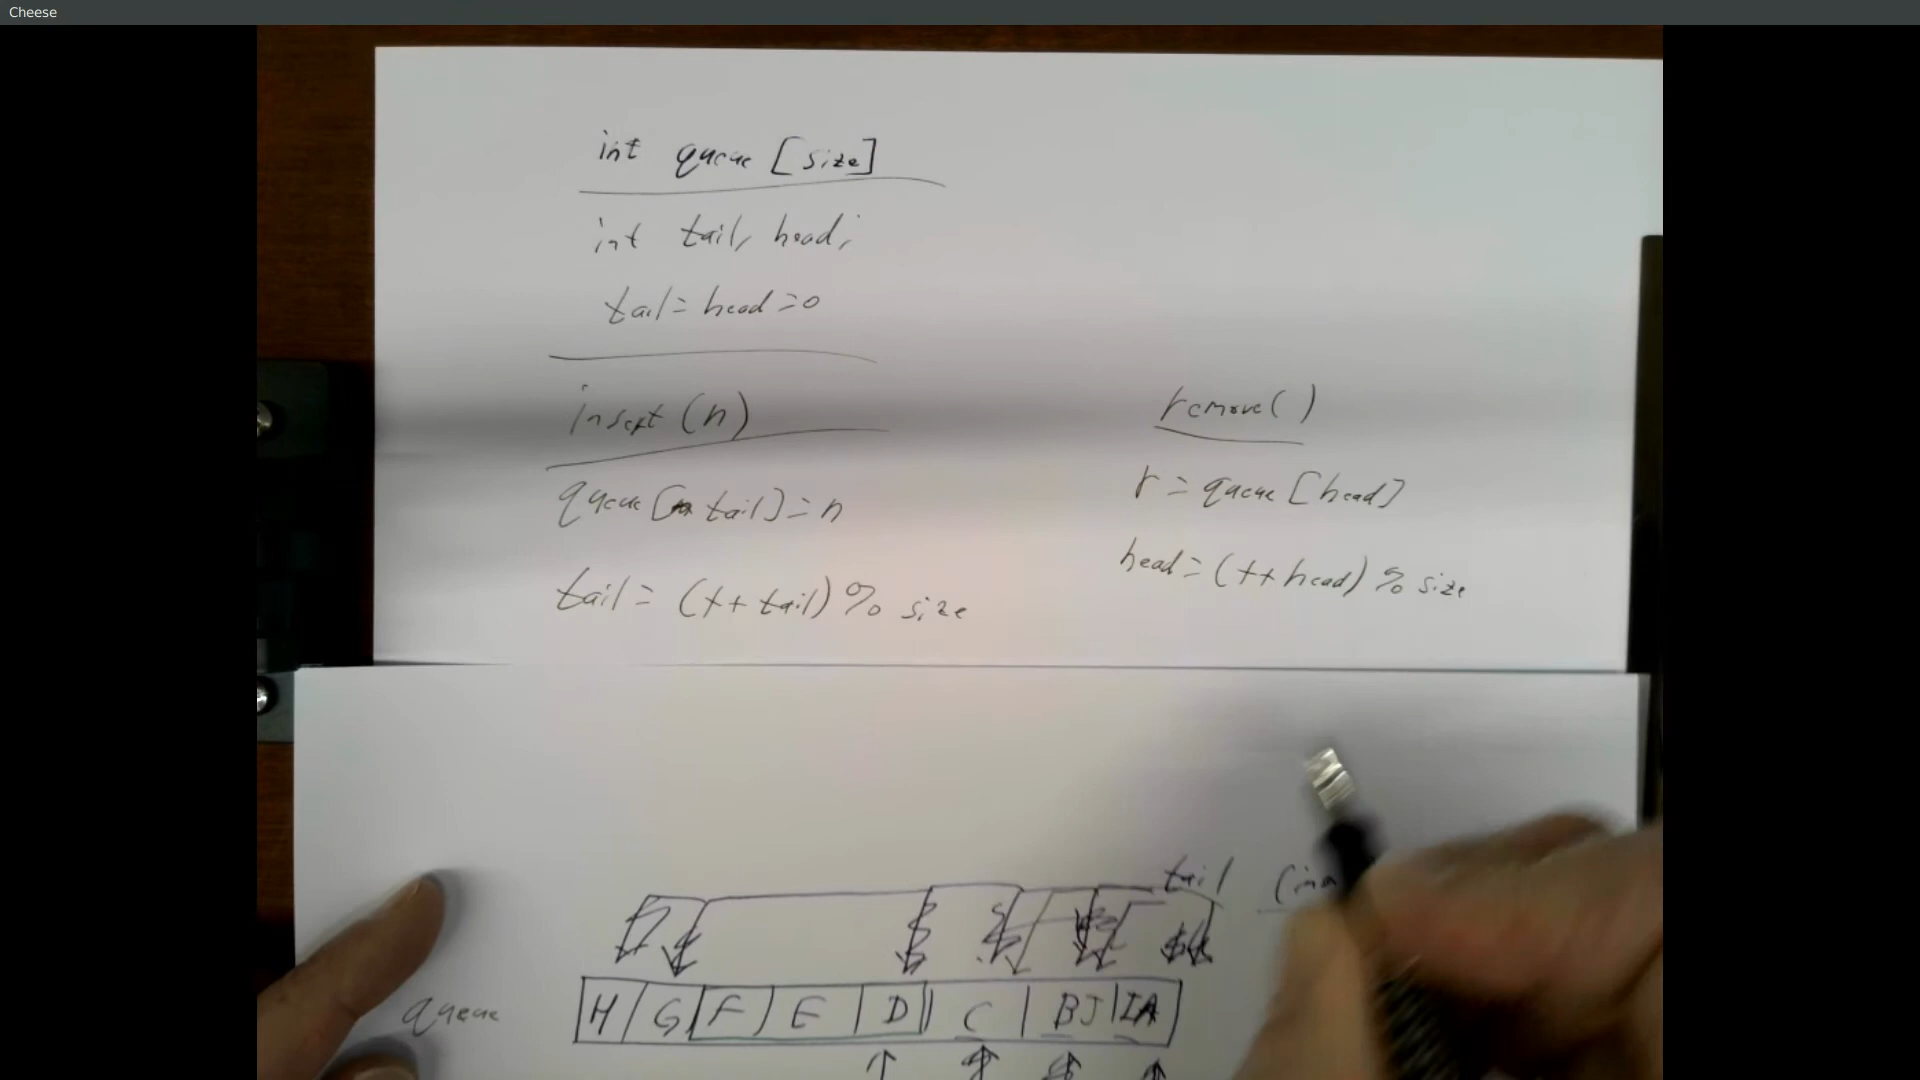 Cheese
int queue [size]
int tail, head;
tail = head = 0
insert (n)
queue [tail] = n
tail = (++ tail) % size
remove( )
r = queue [head]
head = (++ head) % size
tail
queue
H G F E D C BJ IA